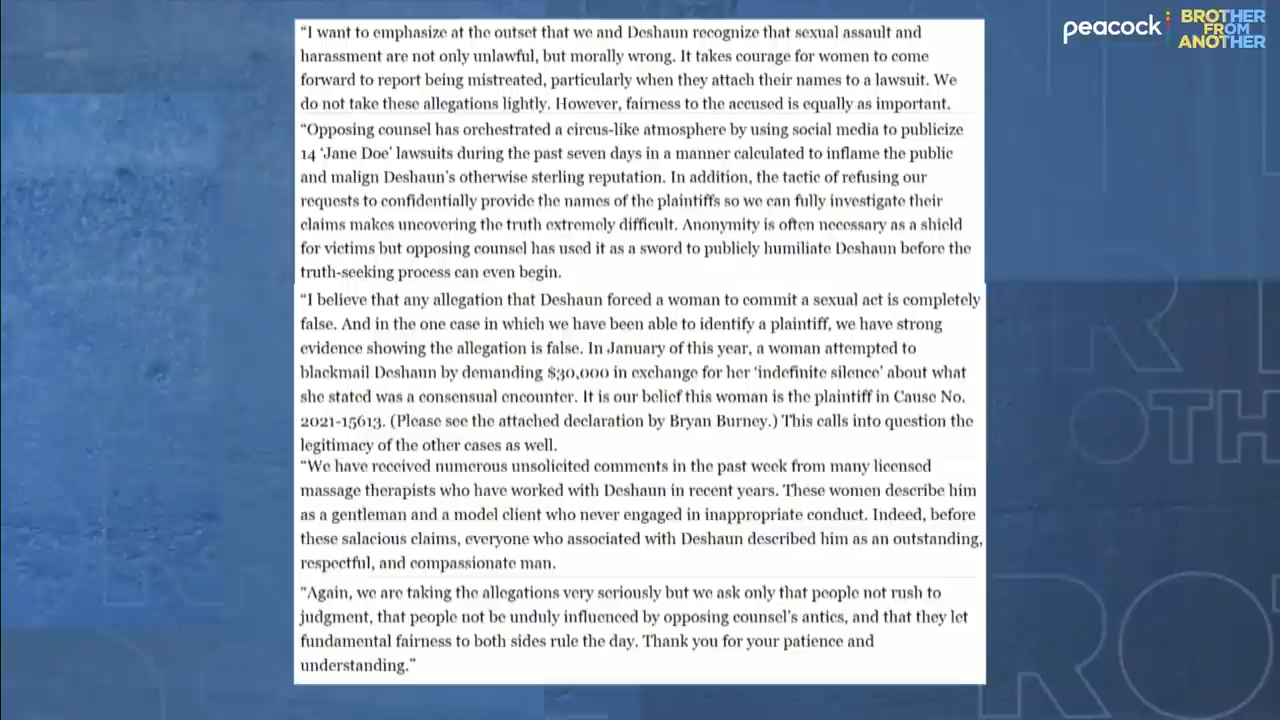 peacock
BROTHER
FROM
ANOTHER
“I want to emphasize at the outset that we and Deshaun recognize that sexual assault and
harassment are not only unlawful, but morally wrong. It takes courage for women to come
forward to report being mistreated, particularly when they attach their names to a lawsuit. We
do not take these allegations lightly. However, fairness to the accused is equally as important.
“Opposing counsel has orchestrated a circus-like atmosphere by using social media to publicize
14 ‘Jane Doe’ lawsuits during the past seven days in a manner calculated to inflame the public
and malign Deshaun’s otherwise sterling reputation. In addition, the tactic of refusing our
requests to confidentially provide the names of the plaintiffs so we can fully investigate their
claims makes uncovering the truth extremely difficult. Anonymity is often necessary as a shield
for victims but opposing counsel has used it as a sword to publicly humiliate Deshaun before the
truth-seeking process can even begin.
“I believe that any allegation that Deshaun forced a woman to commit a sexual act is completely
false. And in the one case in which we have been able to identify a plaintiff, we have strong
evidence showing the allegation is false. In January of this year, a woman attempted to
blackmail Deshaun by demanding $30,000 in exchange for her ‘indefinite silence’ about what
she stated was a consensual encounter. It is our belief this woman is the plaintiff in Cause No.
2021-15613. (Please see the attached declaration by Bryan Burney.) This calls into question the
legitimacy of the other cases as well.
“We have received numerous unsolicited comments in the past week from many licensed
massage therapists who have worked with Deshaun in recent years. These women describe him
as a gentleman and a model client who never engaged in inappropriate conduct. Indeed, before
these salacious claims, everyone who associated with Deshaun described him as an outstanding,
respectful, and compassionate man.
“Again, we are taking the allegations very seriously but we ask only that people not rush to
judgment, that people not be unduly influenced by opposing counsel’s antics, and that they let
fundamental fairness to both sides rule the day. Thank you for your patience and
understanding.”
OTH
RO